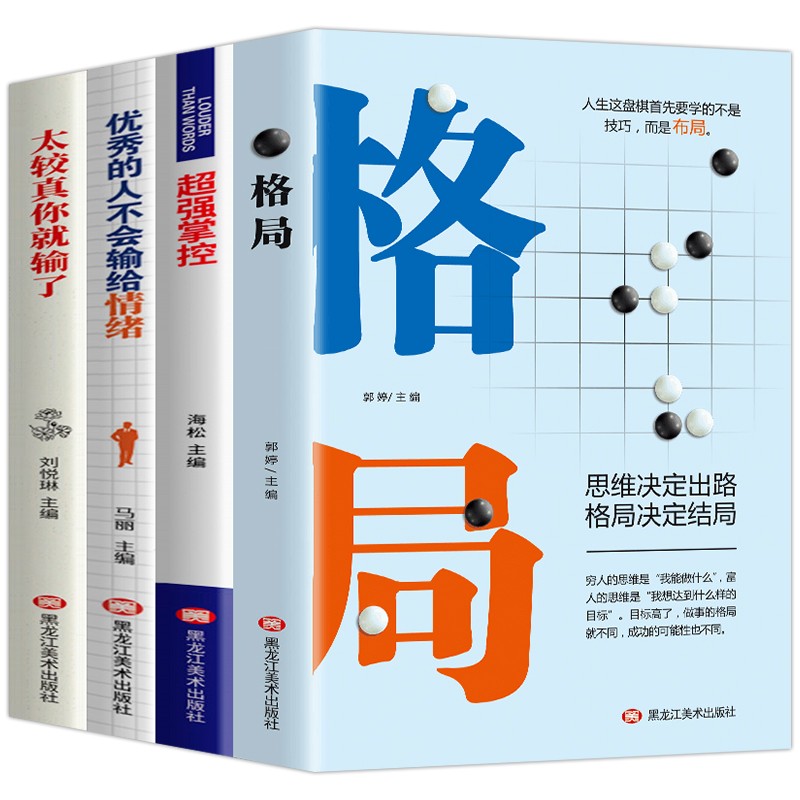 太较真你就输了
刘悦琳 主编
黑龙江美术出版社
优秀的人不会输给情绪
马丽 主编
黑龙江美术出版社
LOUDER
THAN WORDS
超强掌控
海松 主编
黑龙江美术出版社
格局
郭婷/主编
黑龙江美术出版社
格
局
人生这盘棋首先要学的不是
技巧，而是布局。
郭婷/主编
思维决定出路
格局决定结局
穷人的思维是“我能做什么”，富
人的思维是“我想达到什么样的
目标”。目标高了，做事的格局
就不同，成功的可能性也不同。
黑龙江美术出版社